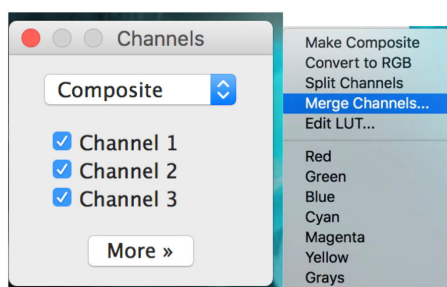 Channels
Composite
Channel 1
Channel 2
Channel 3
More »
Make Composite
Convert to RGB
Split Channels
Merge Channels...
Edit LUT...
Red
Green
Blue
Cyan
Magenta
Yellow
Grays